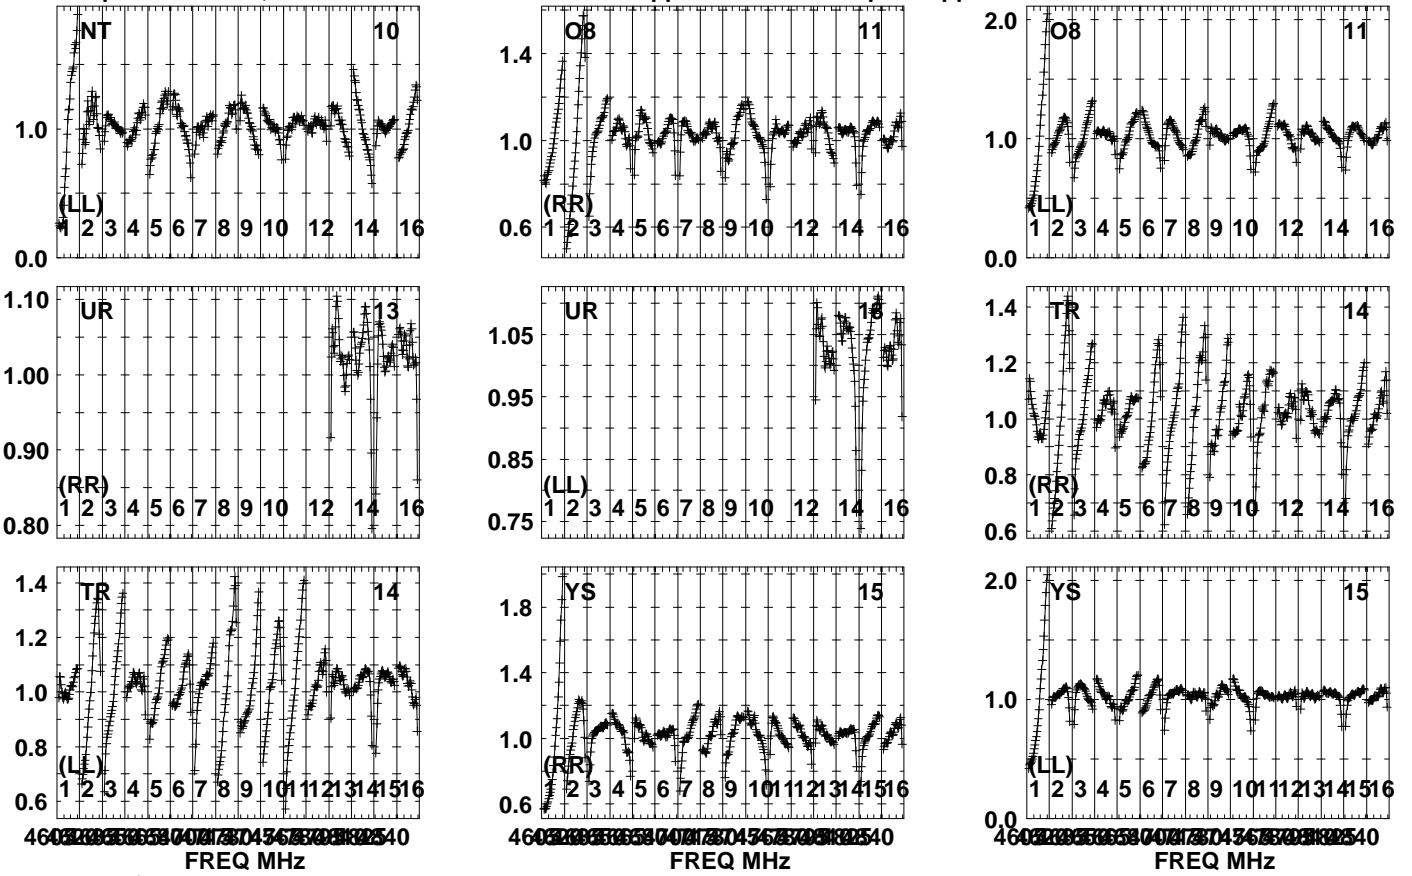 NT 10
O8 11
O8 11
1.0
0.0
(LL)
1 2 3 4 5 6 7 8 9 10 12 14 16
1.4
1.0
0.6
(RR)
1 2 3 4 5 6 7 8 9 10 12 14 16
2.0
1.0
0.0
(LL)
1 2 3 4 5 6 7 8 9 10 12 14 16
UR 13
UR 13
TR 14
1.10
1.00
0.90
0.80
(RR)
1 2 3 4 5 6 7 8 9 10 12 14 16
1.05
0.95
0.85
0.75
(LL)
1 2 3 4 5 6 7 8 9 10 12 14 16
1.4
1.2
1.0
0.8
0.6
(RR)
1 2 3 4 5 6 7 8 9 10 12 14 16
TR 14
YS 15
YS 15
1.4
1.2
1.0
0.8
0.6
(LL)
1 2 3 4 5 6 7 8 9 10 11 12 13 14 15 16
1.8
1.4
1.0
0.6
(RR)
1 2 3 4 5 6 7 8 9 10 11 12 13 14 15 16
2.0
1.0
0.0
(LL)
1 2 3 4 5 6 7 8 9 10 11 12 13 14 15 16
FREQ MHz
FREQ MHz
FREQ MHz